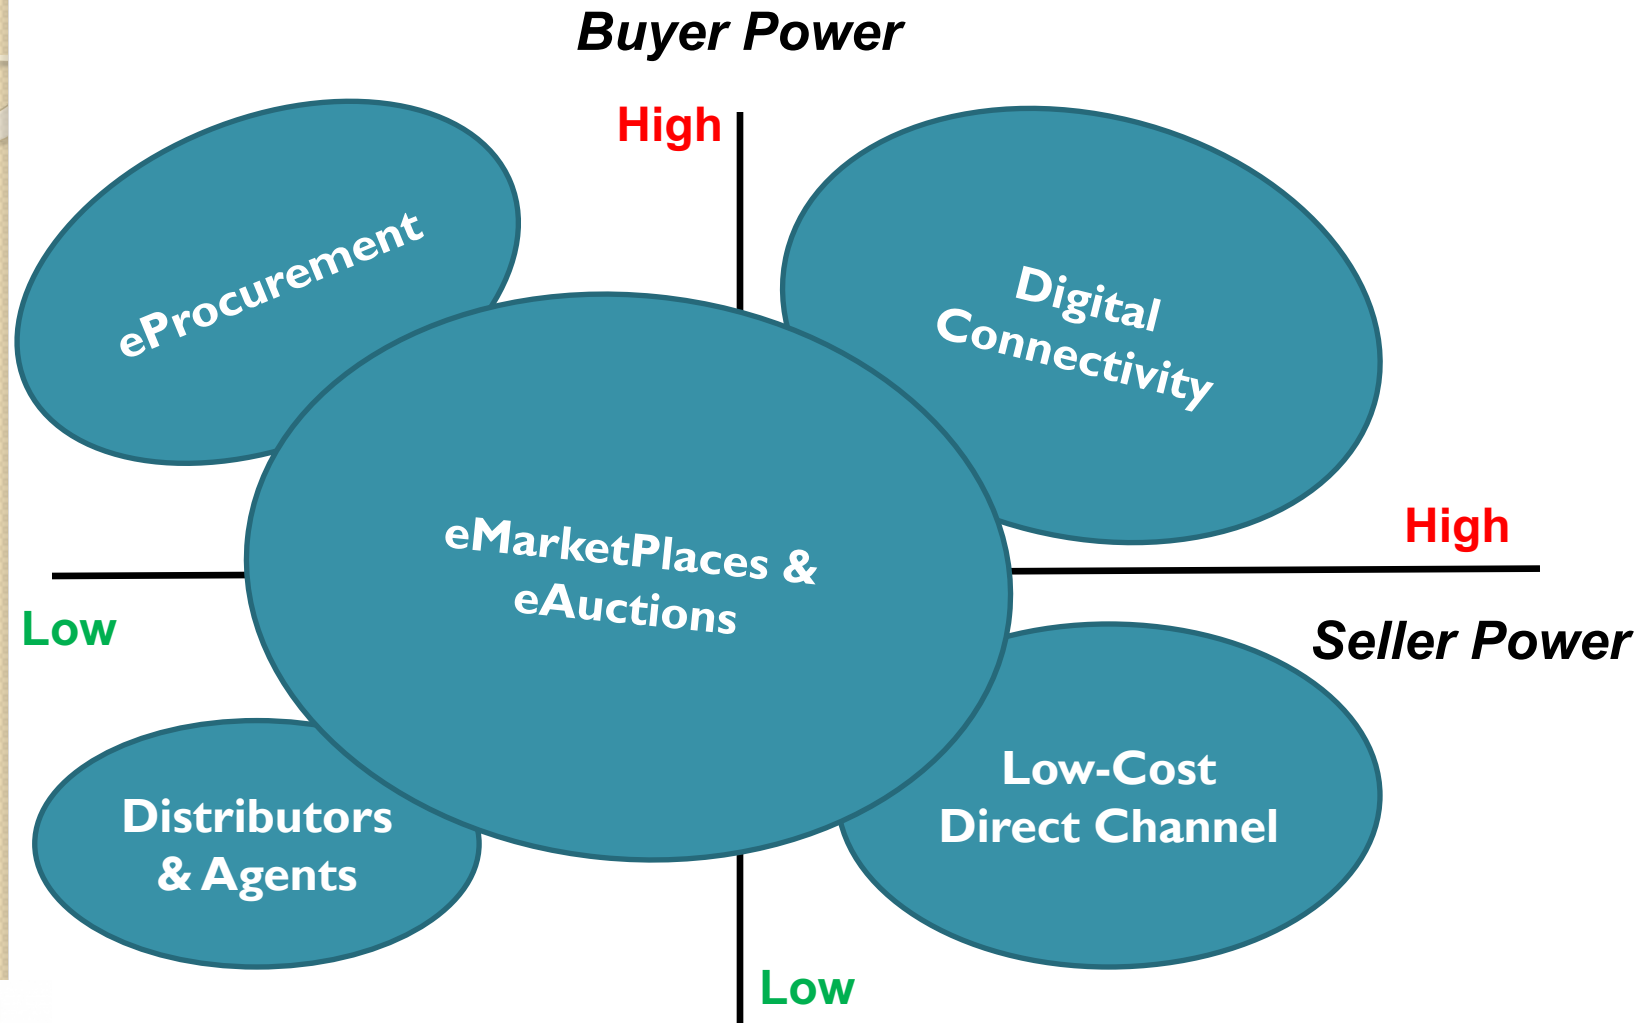 Buyer Power
High
eProcurement
Digital
Connectivity
eMarketPlaces &
eAuctions
High
Low
Seller Power
Distributors
& Agents
Low-Cost
Direct Channel
Low